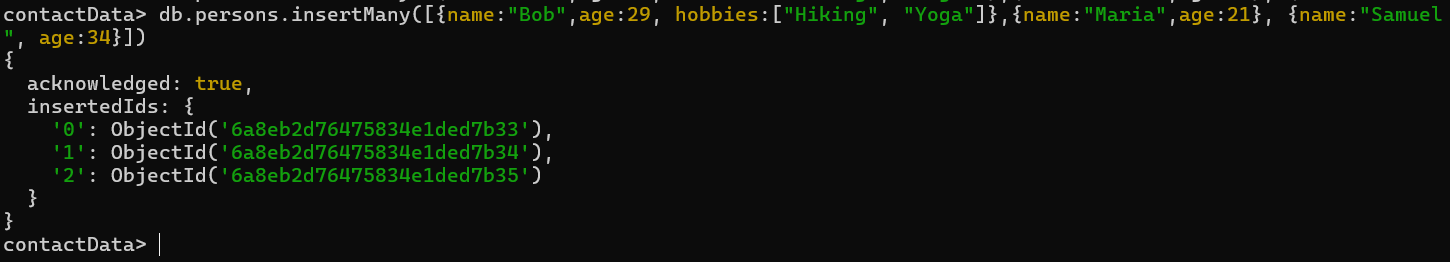 contactData> db.persons.insertMany([{name:"Bob",age:29, hobbies:["Hiking", "Yoga"]},{name:"Maria",age:21}, {name:"Samuel
", age:34}])
{
  acknowledged: true,
  insertedIds: {
    '0': ObjectId('6a8eb2d76475834e1ded7b33'),
    '1': ObjectId('6a8eb2d76475834e1ded7b34'),
    '2': ObjectId('6a8eb2d76475834e1ded7b35')
  }
}
contactData>